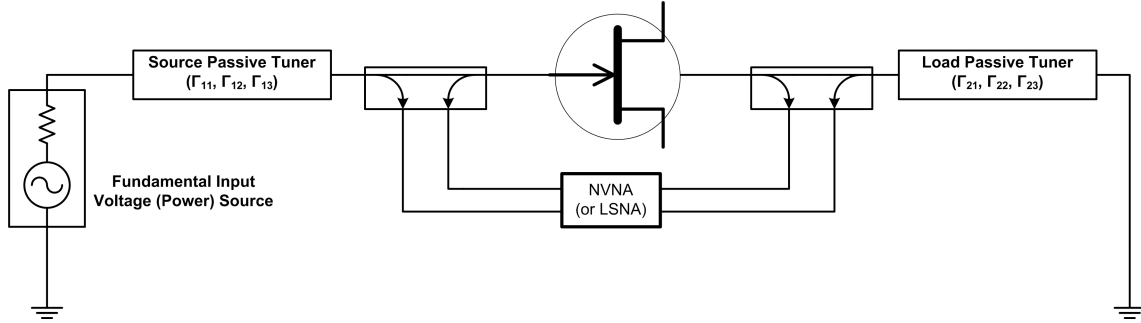 Source Passive Tuner
(Γ11, Γ12, Γ13)
Load Passive Tuner
(Γ21, Γ22, Γ23)
Fundamental Input
Voltage (Power) Source
NVNA
(or LSNA)